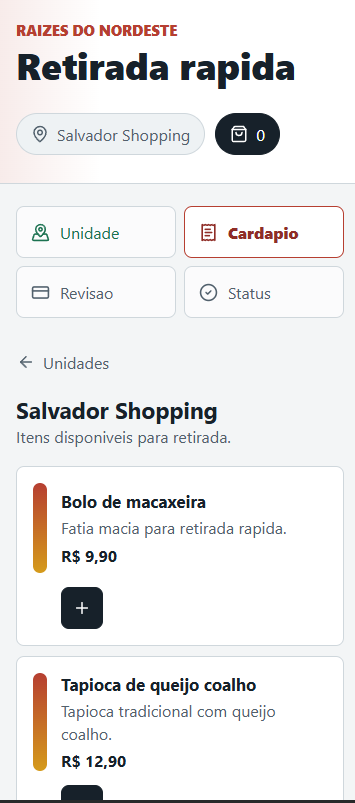 RAIZES DO NORDESTE
Retirada rapida
Salvador Shopping
0
Unidade
Cardapio
Revisao
Status
Unidades
Salvador Shopping
Itens disponiveis para retirada.
Bolo de macaxeira
Fatia macia para retirada rapida.
R$ 9,90
+
Tapioca de queijo coalho
Tapioca tradicional com queijo
coalho.
R$ 12,90